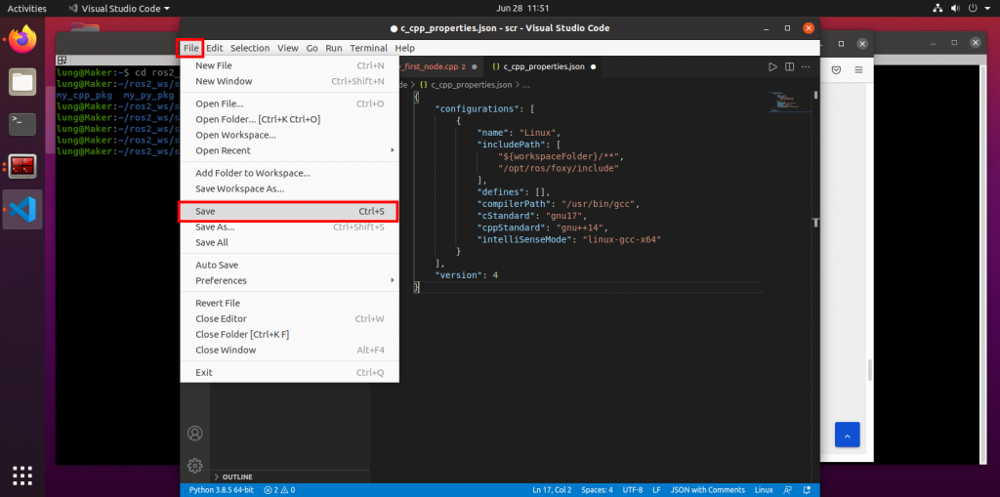 Activities
Visual Studio Code
Jun 28 11:51
c_cpp_properties.json - scr - Visual Studio Code
File Edit Selection View Go Run Terminal Help
lung@Maker:~$ cd ros2_
lung@Maker:~/ros2_ws/s
my_cpp_pkg my_py_pkg
lung@Maker:~/ros2_ws/s
lung@Maker:~/ros2_ws/s
lung@Maker:~/ros2_ws/s
lung@Maker:~/ros2_ws/s
New File Ctrl+N
New Window Ctrl+Shift+N
Open File... Ctrl+O
Open Folder... [Ctrl+K Ctrl+O]
Open Workspace...
Open Recent
Add Folder to Workspace...
Save Workspace As...
Save Ctrl+S
Save As... Ctrl+Shift+S
Save All
Auto Save
Preferences
Revert File
Close Editor Ctrl+W
Close Folder [Ctrl+K F]
Close Window Alt+F4
Exit Ctrl+Q
_first_node.cpp 2 {} c_cpp_properties.json
de > {} c_cpp_properties.json > ...
{
"configurations": [
{
"name": "Linux",
"includePath": [
"${workspaceFolder}/**",
"/opt/ros/foxy/include"
],
"defines": [],
"compilerPath": "/usr/bin/gcc",
"cStandard": "gnu17",
"cppStandard": "gnu++14",
"intelliSenseMode": "linux-gcc-x64"
}
],
"version": 4
}
OUTLINE
Python 3.8.5 64-bit 2 0 Ln 17, Col 2 Spaces: 4 UTF-8 LF JSON with Comments Linux